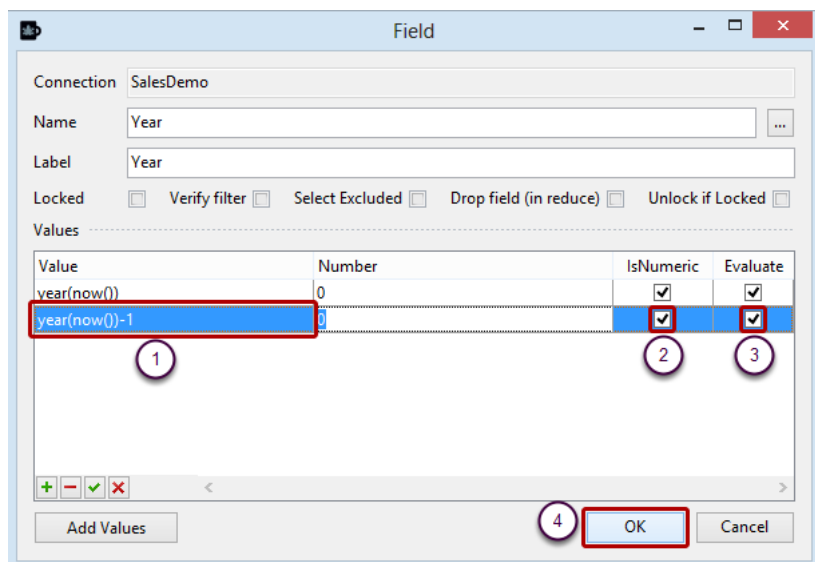 Field
Connection SalesDemo
Name Year ...
Label Year
Locked Verify filter Select Excluded Drop field (in reduce) Unlock if Locked
Values
Value Number IsNumeric Evaluate
year(now()) 0
year(now())-1 0
1 2 3
Add Values 4 OK Cancel